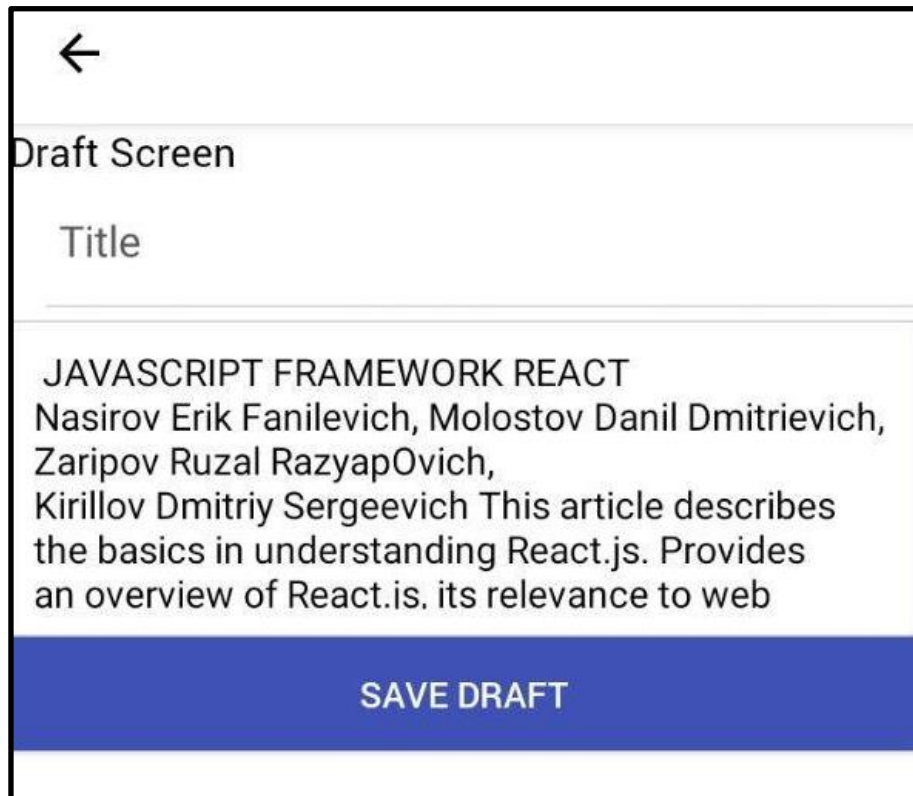 Draft Screen
Title
JAVASCRIPT FRAMEWORK REACT
Nasirov Erik Fanilevich, Molostov Danil Dmitrievich,
Zaripov Ruzal RazyapOvich,
Kirillov Dmitriy Sergeevich This article describes
the basics in understanding React.js. Provides
an overview of React.js, its relevance to web
SAVE DRAFT